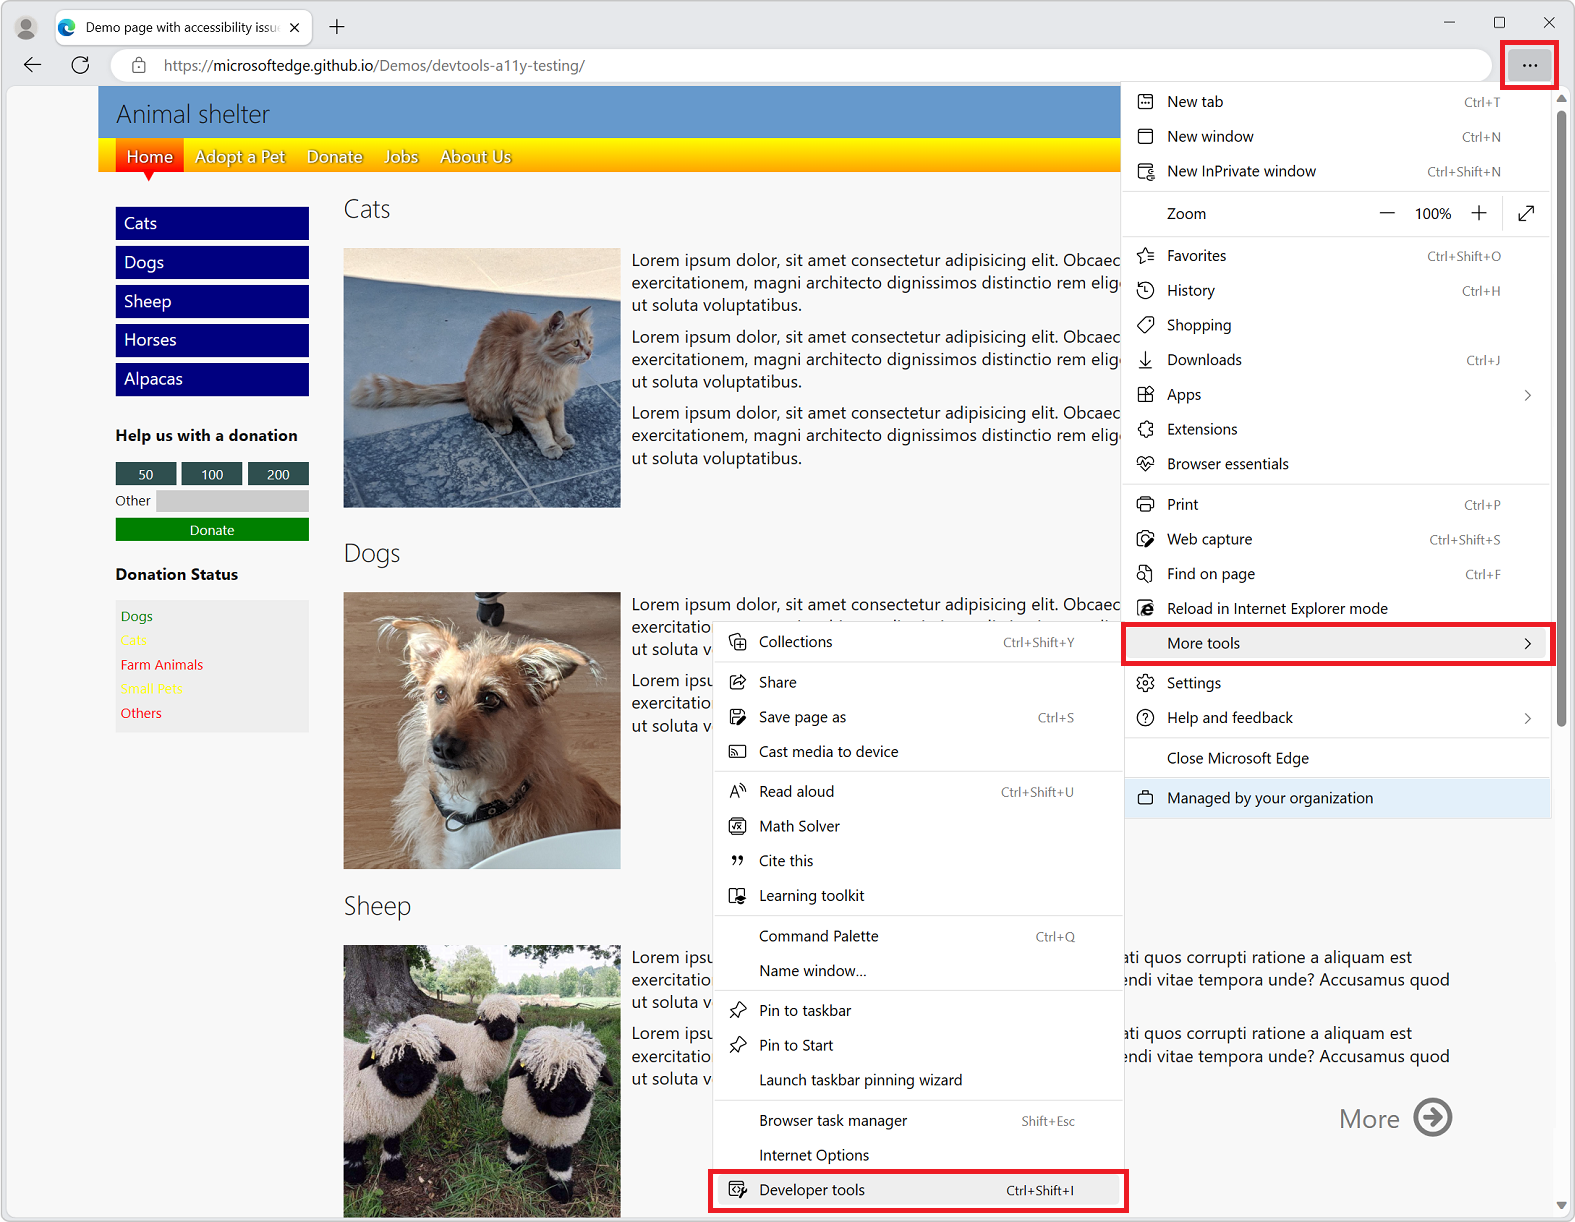 Demo page with accessibility issu
https://microsoftedge.github.io/Demos/devtools-a11y-testing/
Animal shelter
Home Adopt a Pet Donate Jobs About Us
Cats
Dogs
Sheep
Horses
Alpacas
Help us with a donation
50 100 200
Other
Donate
Donation Status
Dogs
Cats
Farm Animals
Small Pets
Others
Cats
Lorem ipsum dolor, sit amet consectetur adipisicing elit. Obcaec
exercitationem, magni architecto dignissimos distinctio rem elig
ut soluta voluptatibus.
Lorem ipsum dolor, sit amet consectetur adipisicing elit. Obcaec
exercitationem, magni architecto dignissimos distinctio rem elig
ut soluta voluptatibus.
Lorem ipsum dolor, sit amet consectetur adipisicing elit. Obcaec
exercitationem, magni architecto dignissimos distinctio rem elig
ut soluta voluptatibus.
Dogs
Lorem ipsum dolor, sit amet consectetur adipisicing elit. Obcaec
exercitatio
ut soluta v
Lorem ipsu
exercitatio
ut soluta v
Sheep
Lorem ipsu
exercitatio
ut soluta v
Lorem ipsu
exercitatio
ut soluta v
ati quos corrupti ratione a aliquam est
endi vitae tempora unde? Accusamus quod
ati quos corrupti ratione a aliquam est
endi vitae tempora unde? Accusamus quod
More
New tab Ctrl+T
New window Ctrl+N
New InPrivate window Ctrl+Shift+N
Zoom — 100% +
Favorites Ctrl+Shift+O
History Ctrl+H
Shopping
Downloads Ctrl+J
Apps
Extensions
Browser essentials
Print Ctrl+P
Web capture Ctrl+Shift+S
Find on page Ctrl+F
Reload in Internet Explorer mode
More tools
Settings
Help and feedback
Close Microsoft Edge
Managed by your organization
Collections Ctrl+Shift+Y
Share
Save page as Ctrl+S
Cast media to device
Read aloud Ctrl+Shift+U
Math Solver
Cite this
Learning toolkit
Command Palette Ctrl+Q
Name window...
Pin to taskbar
Pin to Start
Launch taskbar pinning wizard
Browser task manager Shift+Esc
Internet Options
Developer tools Ctrl+Shift+I